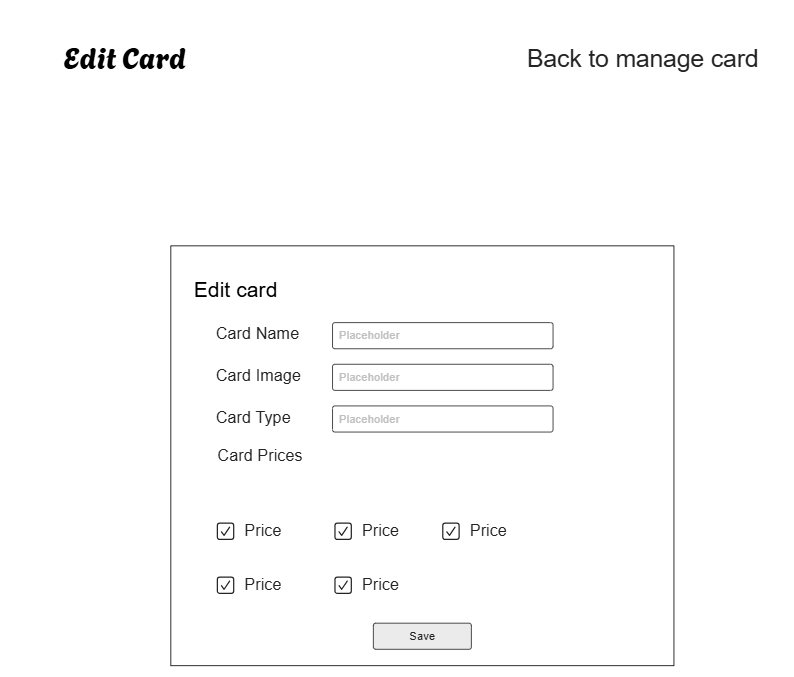 Edit Card Back to manage card
Edit card
Card Name Placeholder
Card Image Placeholder
Card Type Placeholder
Card Prices
Price Price Price
Price Price
Save